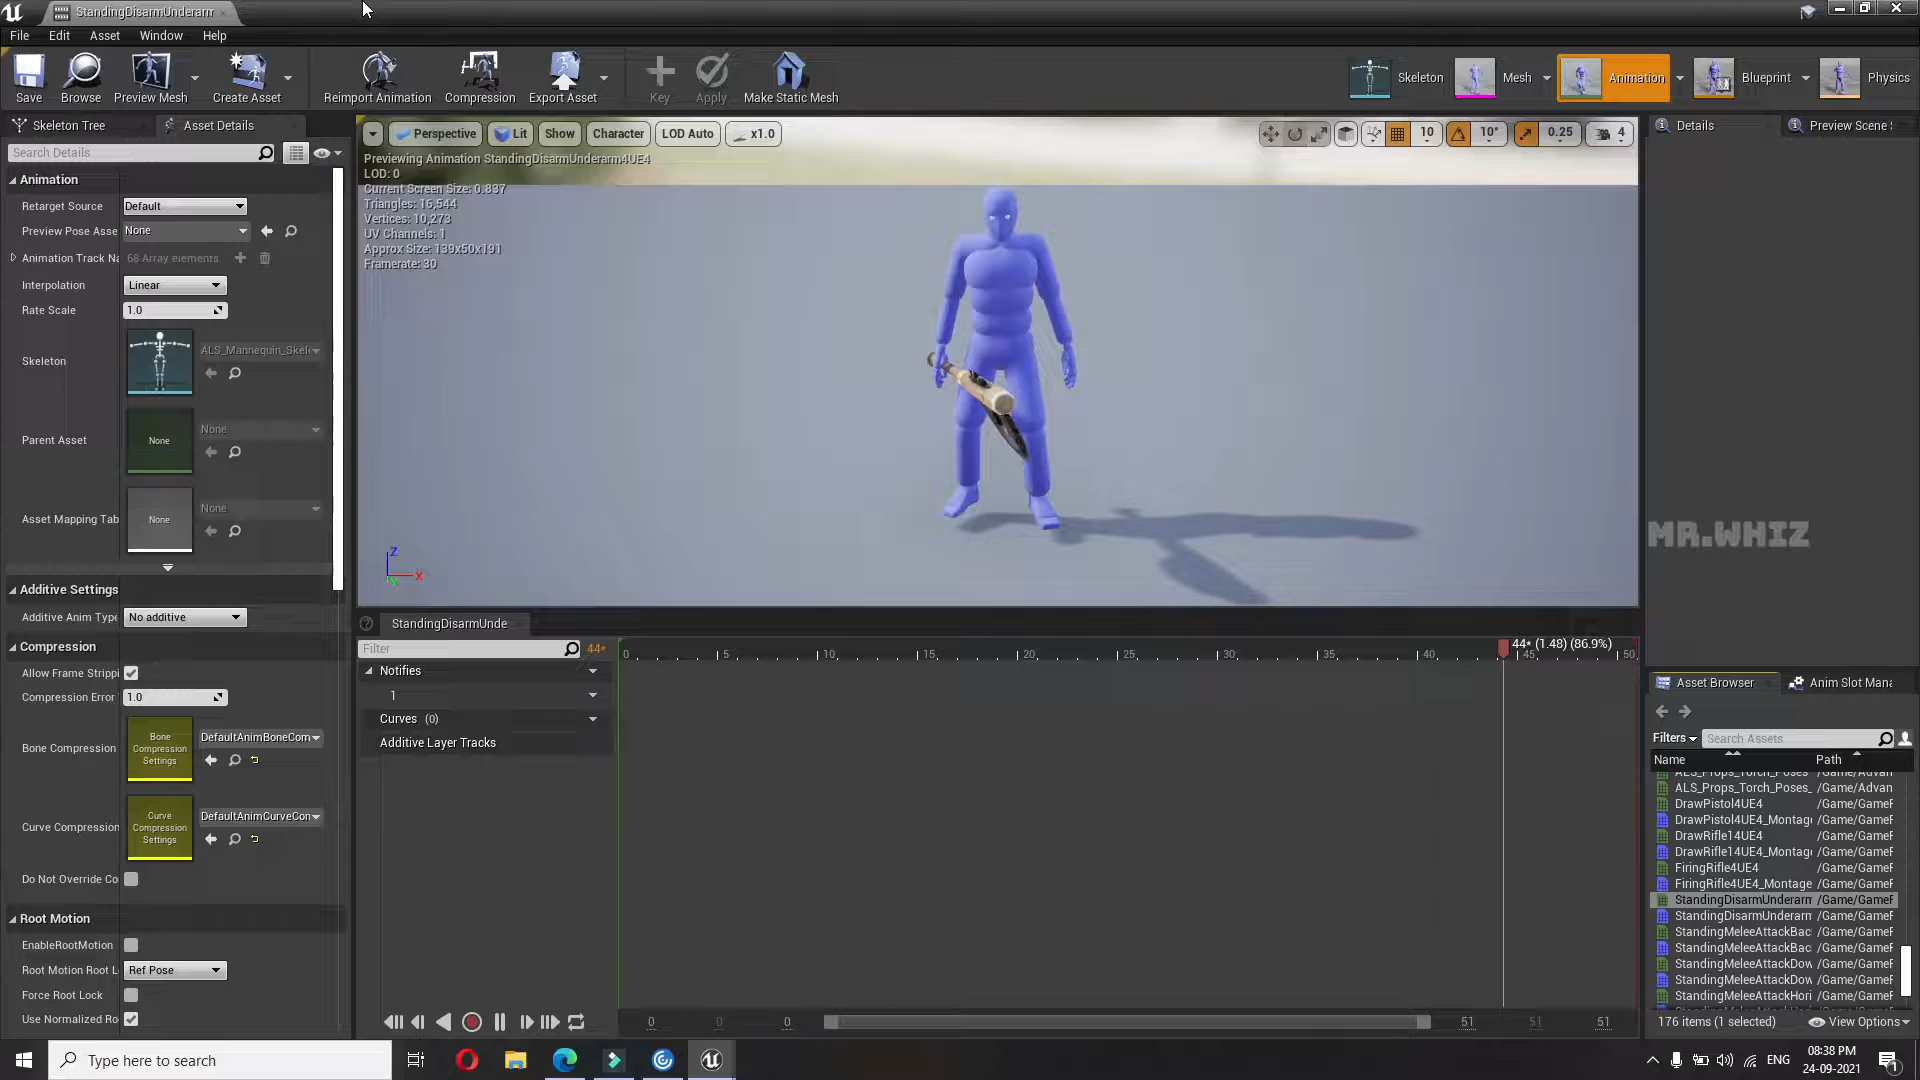 StandingDisarmUnderarm
File Edit Asset Window Help
Save Browse Preview Mesh Create Asset Reimport Animation Compression Export Asset Key Apply Make Static Mesh Skeleton Mesh Animation Blueprint Physics
Skeleton Tree Asset Details
Search Details
Animation
Retarget Source Default
Preview Pose Asse None
Animation Track Na 68 Array elements
Interpolation Linear
Rate Scale 1.0
Skeleton ALS_Mannequin_Skel
Parent Asset None None
Asset Mapping Tab None None
Additive Settings
Additive Anim Type No additive
Compression
Allow Frame Strippi
Compression Error 1.0
Bone Compression Bone Compression Settings DefaultAnimBoneCom
Curve Compression Curve Compression Settings DefaultAnimCurveCon
Do Not Override Co
Root Motion
EnableRootMotion
Root Motion Root L Ref Pose
Force Root Lock
Use Normalized Ro
Perspective Lit Show Character LOD Auto x1.0 10 10° 0.25 4
Previewing Animation StandingDisarmUnderarm4UE4
LOD: 0
Current Screen Size: 0.837
Triangles: 16,544
Vertices: 10,273
UV Channels: 1
Approx Size: 139x50x191
Framerate: 30
Z
X
Y
StandingDisarmUnde
Filter 44*
0 5 10 15 20 25 30 35 40 45 50
44* (1.48) (86.9%)
Notifies
1
Curves (0)
Additive Layer Tracks
0 0 0 51 51 51
Details Preview Scene S
MR.WHIZ
Asset Browser Anim Slot Mana
Filters Search Assets
Name Path
ALS_Props_Torch_Poses /Game/Advan
ALS_Props_Torch_Poses_ /Game/Advan
DrawPistol4UE4 /Game/GameF
DrawPistol4UE4_Montage /Game/GameF
DrawRifle14UE4 /Game/GameF
DrawRifle14UE4_Montage /Game/GameF
FiringRifle4UE4 /Game/GameF
FiringRifle4UE4_Montage /Game/GameF
StandingDisarmUnderarm /Game/GameF
StandingDisarmUnderarm /Game/GameF
StandingMeleeAttackBac /Game/GameF
StandingMeleeAttackBac /Game/GameF
StandingMeleeAttackDow /Game/GameF
StandingMeleeAttackDow /Game/GameF
StandingMeleeAttackHori /Game/GameF
176 items (1 selected) View Options
Type here to search
ENG
08:38 PM
24-09-2021
1